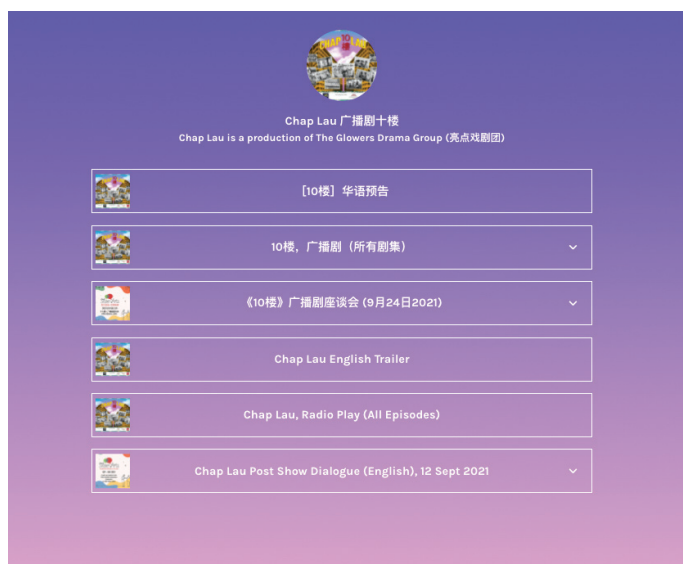 CHAP LAU
Chap Lau 广播剧十楼
Chap Lau is a production of The Glowers Drama Group (亮点戏剧团)
[10楼] 华语预告
10楼，广播剧（所有剧集）
《10楼》广播剧座谈会 (9月24日2021)
Chap Lau English Trailer
Chap Lau, Radio Play (All Episodes)
Chap Lau Post Show Dialogue (English), 12 Sept 2021